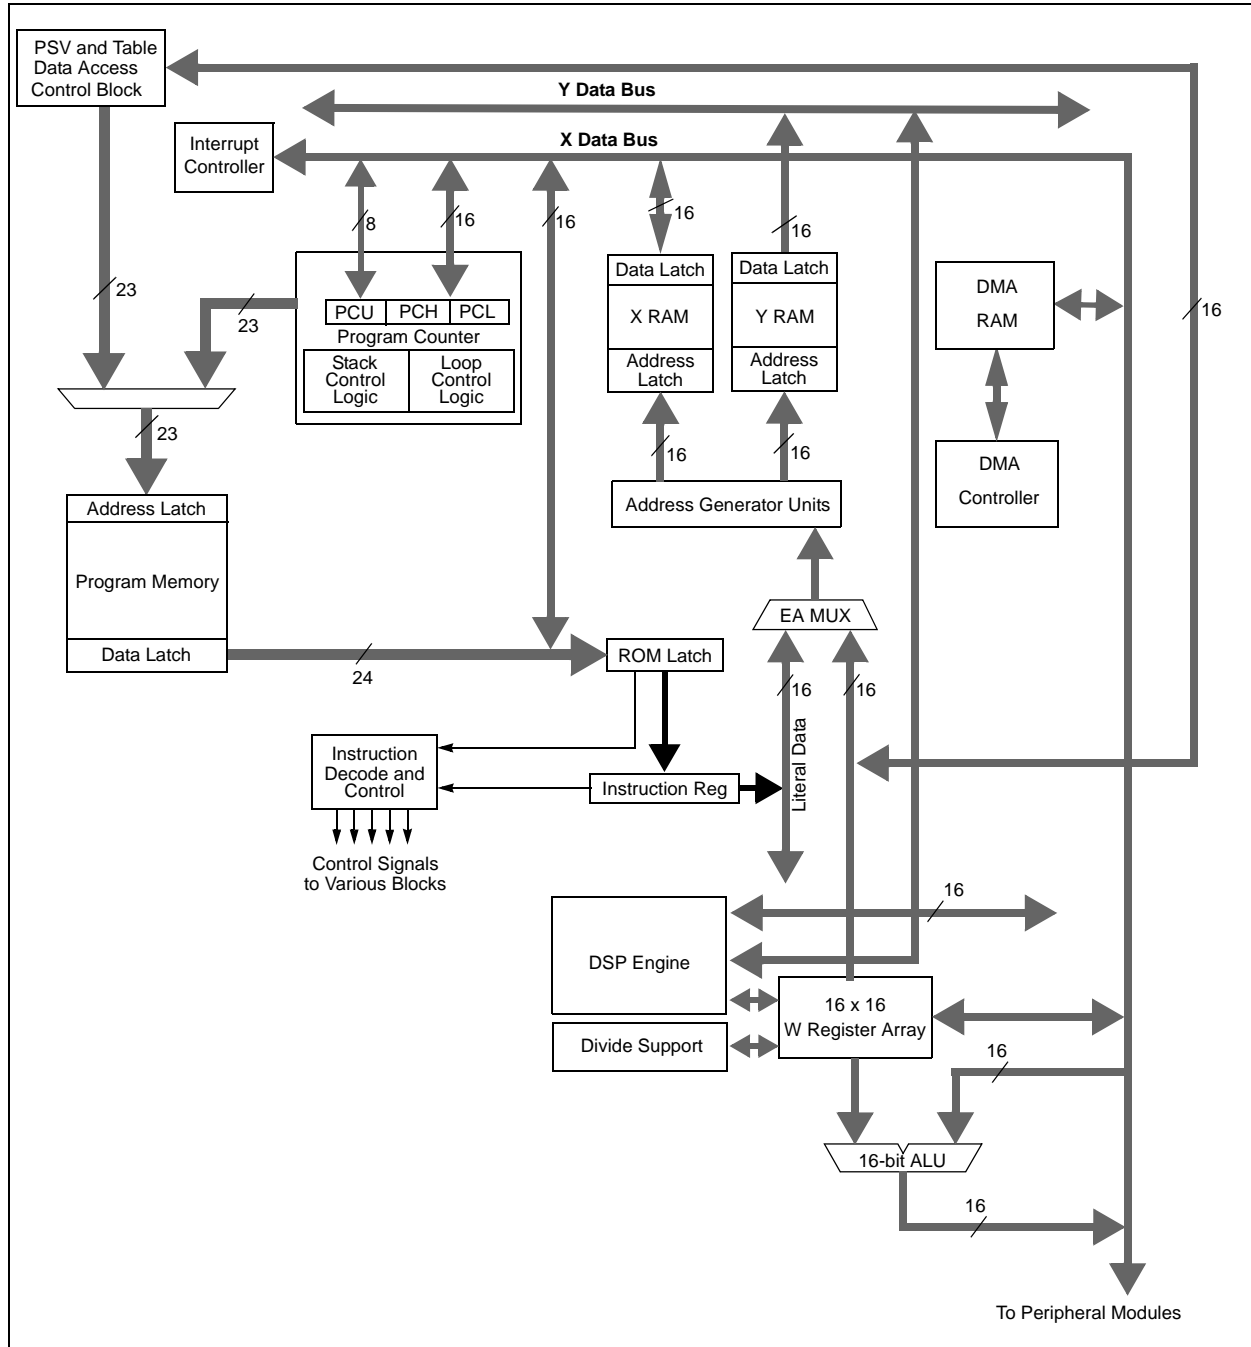 PSV and Table
Data Access
Control Block
Y Data Bus
X Data Bus
Interrupt
Controller
8
16
16
16
16
16
23
23
23
PCU
PCH
PCL
Program Counter
Stack
Control
Logic
Loop
Control
Logic
Data Latch
X RAM
Address
Latch
Data Latch
Y RAM
Address
Latch
DMA
RAM
DMA
Controller
16
16
Address Generator Units
Address Latch
Program Memory
Data Latch
24
EA MUX
ROM Latch
16
16
Literal Data
Instruction
Decode and
Control
Instruction Reg
Control Signals
to Various Blocks
16
DSP Engine
16 x 16
W Register Array
Divide Support
16
16-bit ALU
16
To Peripheral Modules